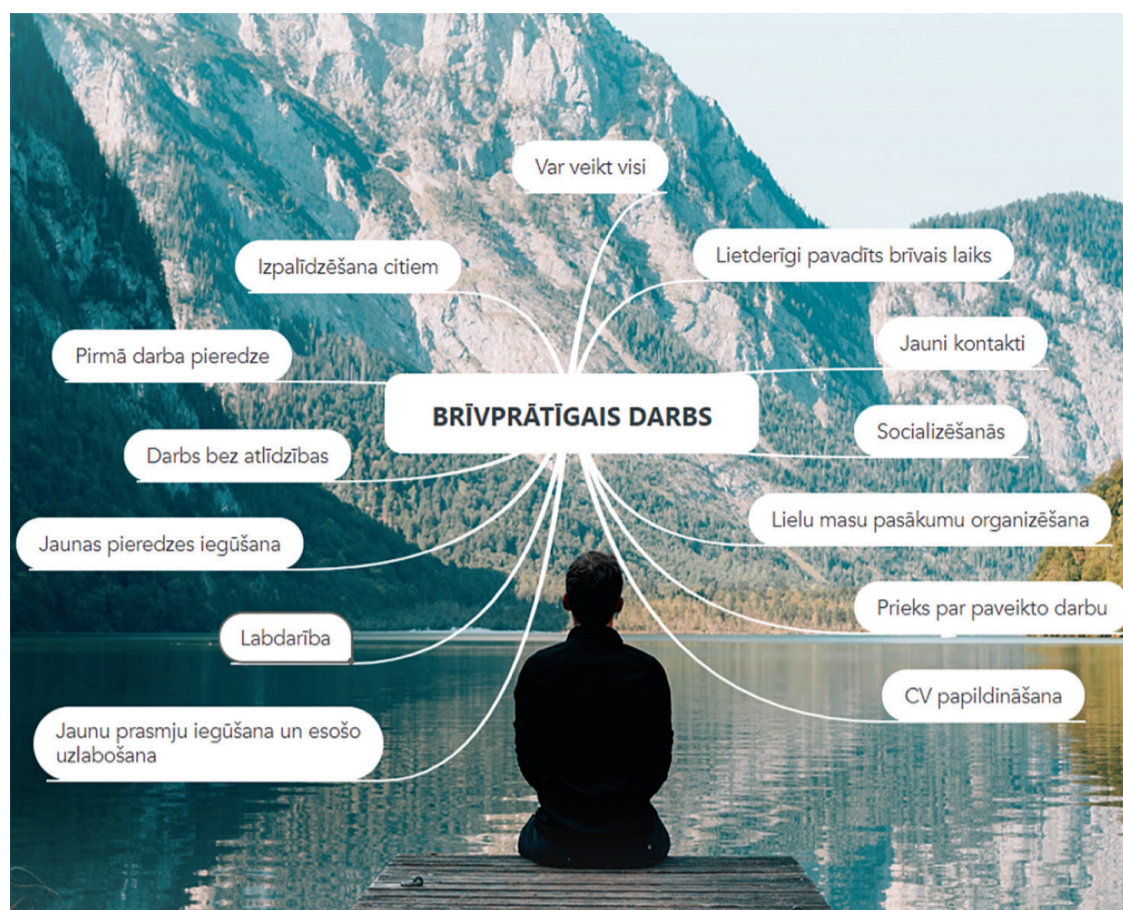 Var veikt visi
Izpalīdzēšana citiem
Lietderīgi pavadīts brīvais laiks
Pirmā darba pieredze
Jauni kontakti
BRĪVPRĀTĪGAIS DARBS
Darbs bez atlīdzības
Socializēšanās
Jaunas pieredzes iegūšana
Lielu masu pasākumu organizēšana
Labdarība
Prieks par paveikto darbu
Jaunu prasmju iegūšana un esošo
uzlabošana
CV papildināšana